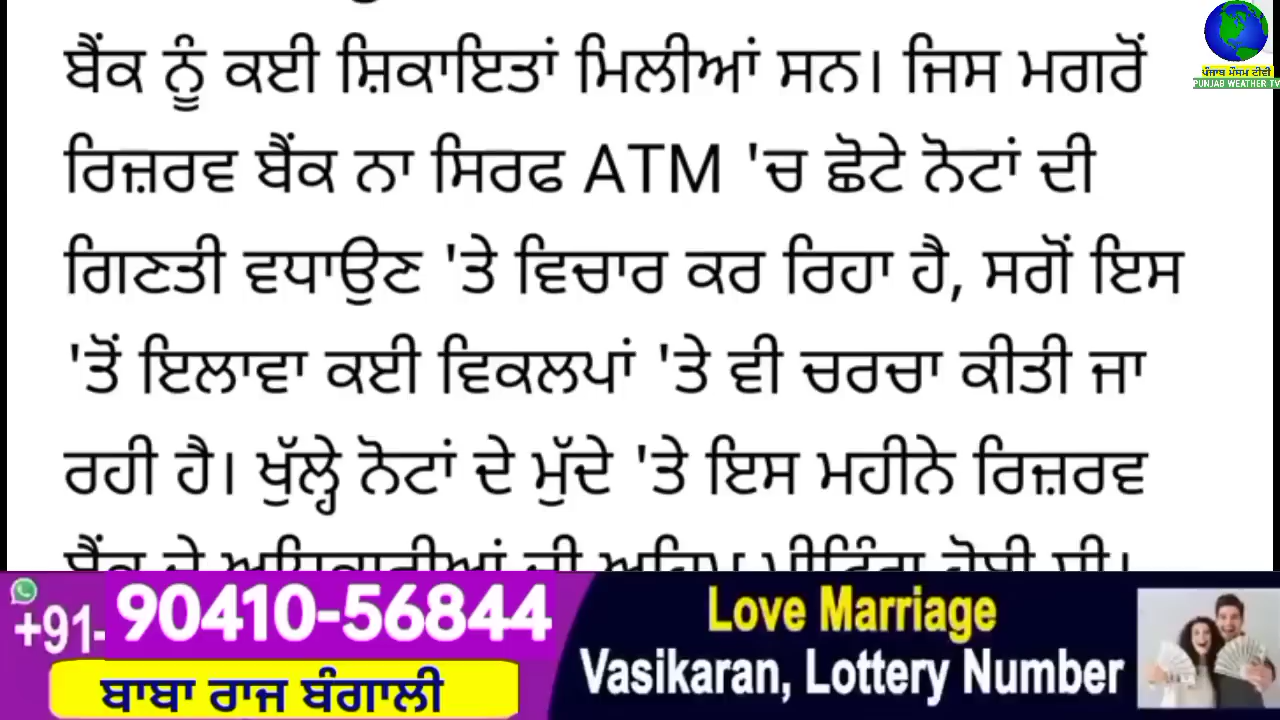 ਬੈਂਕ ਨੂੰ ਕਈ ਸ਼ਿਕਾਇਤਾਂ ਮਿਲੀਆਂ ਸਨ। ਜਿਸ ਮਗਰੋਂ
ਰਿਜ਼ਰਵ ਬੈਂਕ ਨਾ ਸਿਰਫ ATM 'ਚ ਛੋਟੇ ਨੋਟਾਂ ਦੀ
ਗਿਣਤੀ ਵਧਾਉਣ 'ਤੇ ਵਿਚਾਰ ਕਰ ਰਿਹਾ ਹੈ, ਸਗੋਂ ਇਸ
'ਤੋਂ ਇਲਾਵਾ ਕਈ ਵਿਕਲਪਾਂ 'ਤੇ ਵੀ ਚਰਚਾ ਕੀਤੀ ਜਾ
ਰਹੀ ਹੈ। ਖੁੱਲ੍ਹੇ ਨੋਟਾਂ ਦੇ ਮੁੱਦੇ 'ਤੇ ਇਸ ਮਹੀਨੇ ਰਿਜ਼ਰਵ
ਪੰਜਾਬ ਮੌਸਮ ਟੀਵੀ
PUNJAB WEATHER TV
+91-90410-56844
ਬਾਬਾ ਰਾਜ ਬੰਗਾਲੀ
Love Marriage
Vasikaran, Lottery Number